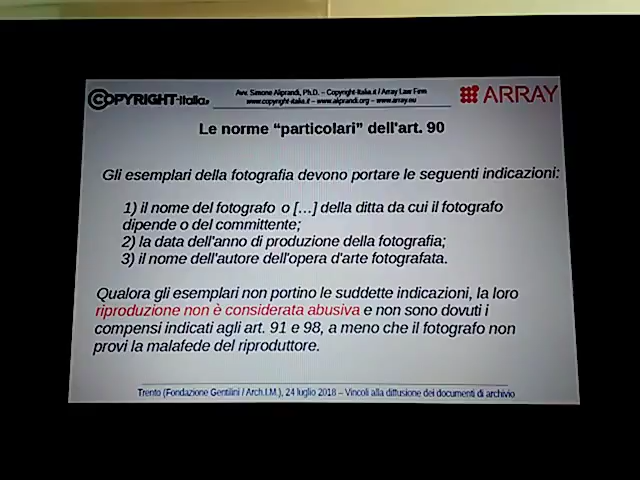 COPYRIGHT-Italia.it
Avv. Simone Aliprandi, Ph.D. – Copyright-Italia.it / Array Law Firm
www.copyright-italia.it – www.aliprandi.org – www.array.eu
ARRAY
Le norme “particolari” dell'art. 90
Gli esemplari della fotografia devono portare le seguenti indicazioni:
1) il nome del fotografo o […] della ditta da cui il fotografo
dipende o del committente;
2) la data dell'anno di produzione della fotografia;
3) il nome dell'autore dell'opera d'arte fotografata.
Qualora gli esemplari non portino le suddette indicazioni, la loro
riproduzione non è considerata abusiva e non sono dovuti i
compensi indicati agli art. 91 e 98, a meno che il fotografo non
provi la malafede del riproduttore.
Trento (Fondazione Gentilini / Arch.I.M.), 24 luglio 2018 – Vincoli alla diffusione dei documenti di archivio